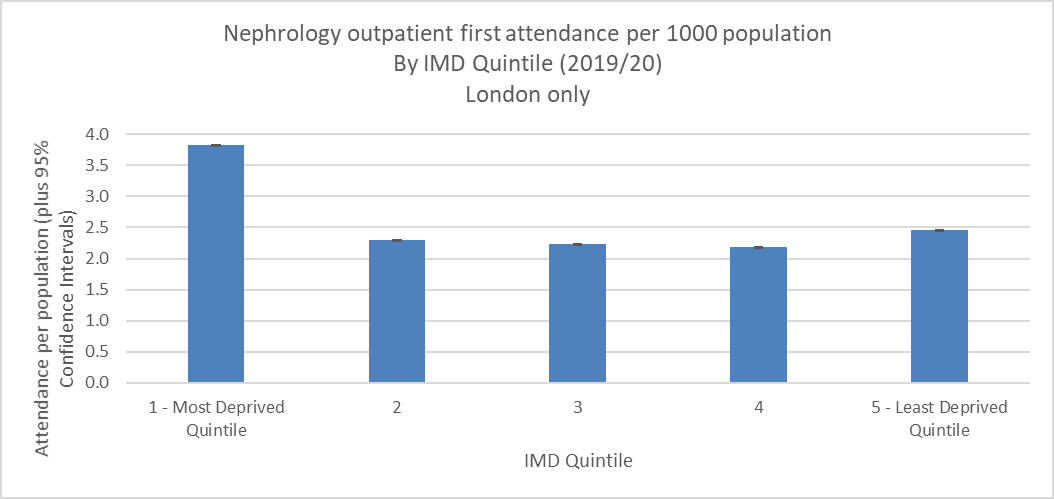 Nephrology outpatient first attendance per 1000 population
By IMD Quintile (2019/20)
London only
Attendance per population (plus 95%
Confidence Intervals)
4.0
3.5
3.0
2.5
2.0
1.5
1.0
0.5
0.0
1 - Most Deprived
Quintile
2
3
4
5 - Least Deprived
Quintile
IMD Quintile